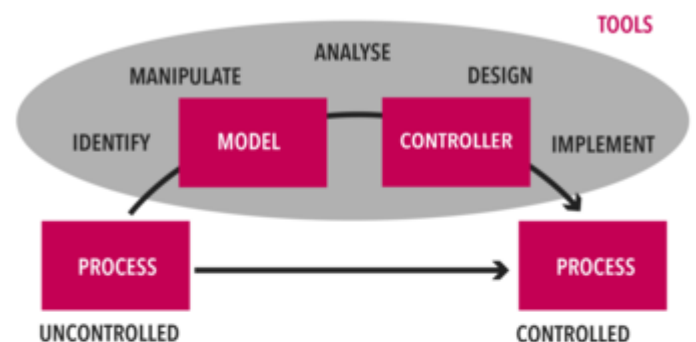 TOOLS
ANALYSE
MANIPULATE
DESIGN
IDENTIFY
MODEL
CONTROLLER
IMPLEMENT
PROCESS
PROCESS
UNCONTROLLED
CONTROLLED